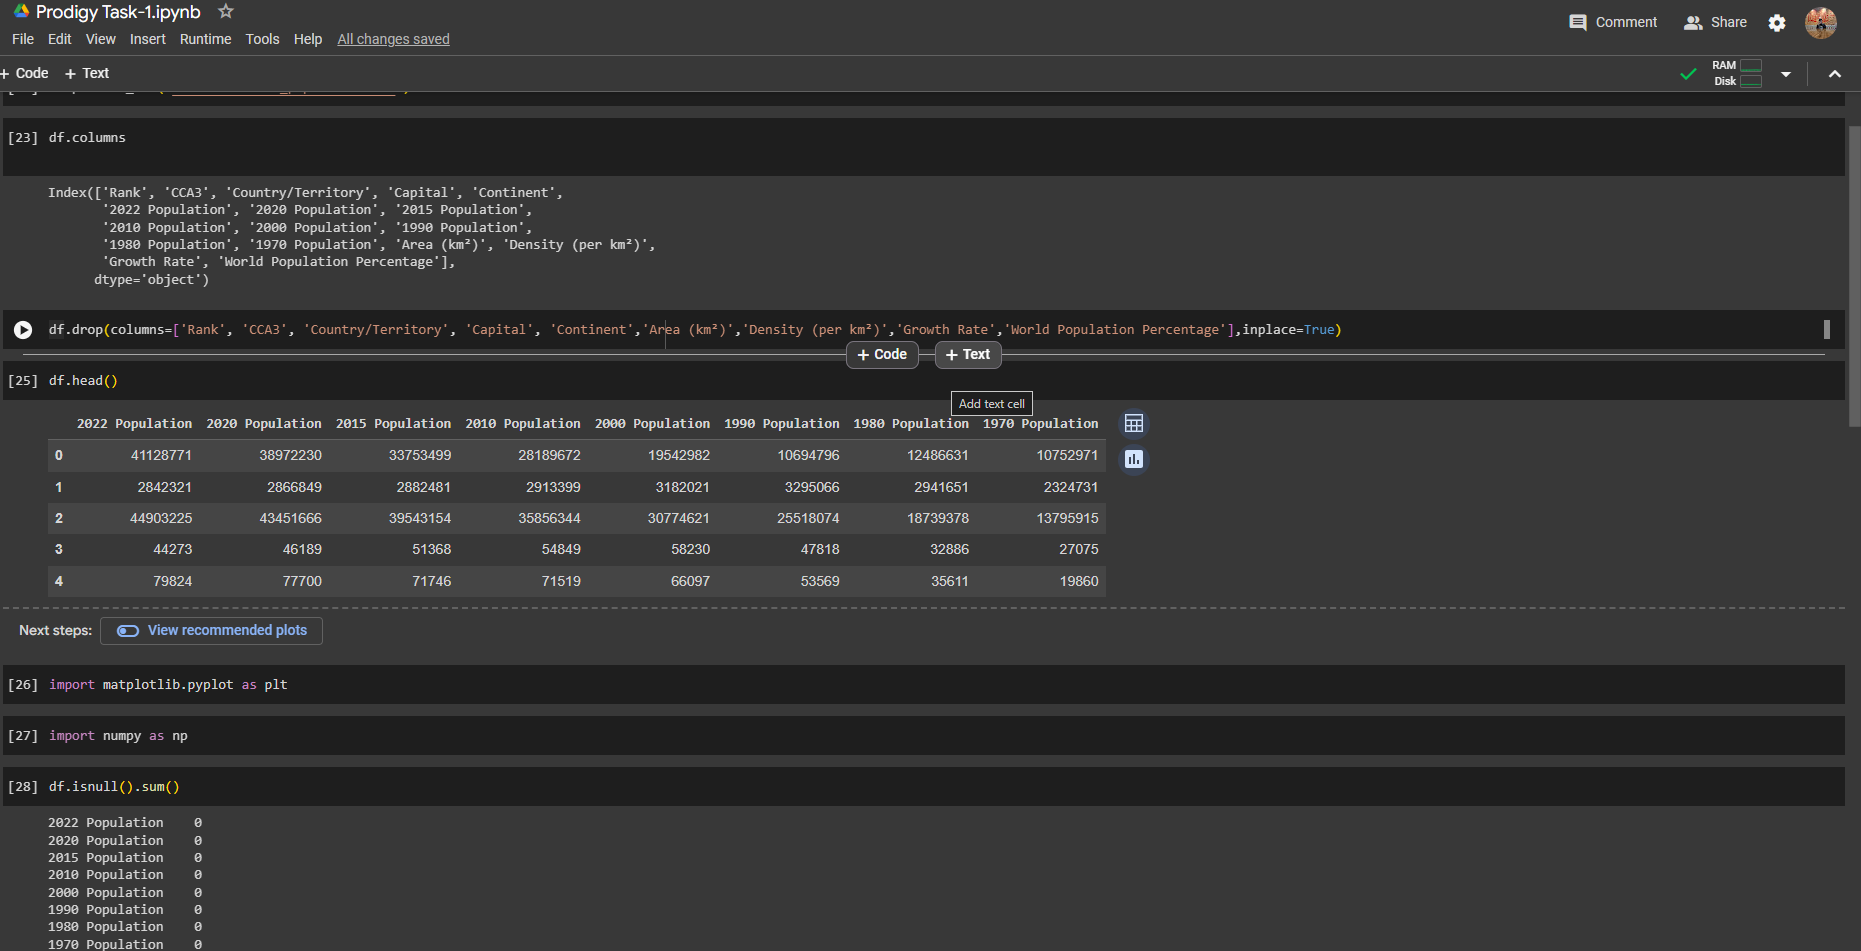 Prodigy Task-1.ipynb
Comment Share
File Edit View Insert Runtime Tools Help All changes saved
+ Code + Text
RAM
Disk
[23] df.columns
Index(['Rank', 'CCA3', 'Country/Territory', 'Capital', 'Continent',
'2022 Population', '2020 Population', '2015 Population',
'2010 Population', '2000 Population', '1990 Population',
'1980 Population', '1970 Population', 'Area (km²)', 'Density (per km²)',
'Growth Rate', 'World Population Percentage'],
dtype='object')
df.drop(columns=['Rank', 'CCA3', 'Country/Territory', 'Capital', 'Continent','Area (km²)','Density (per km²)','Growth Rate','World Population Percentage'],inplace=True)
+ Code + Text
[25] df.head()
Add text cell
2022 Population 2020 Population 2015 Population 2010 Population 2000 Population 1990 Population 1980 Population 1970 Population
0 41128771 38972230 33753499 28189672 19542982 10694796 12486631 10752971
1 2842321 2866849 2882481 2913399 3182021 3295066 2941651 2324731
2 44903225 43451666 39543154 35856344 30774621 25518074 18739378 13795915
3 44273 46189 51368 54849 58230 47818 32886 27075
4 79824 77700 71746 71519 66097 53569 35611 19860
Next steps: View recommended plots
[26] import matplotlib.pyplot as plt
[27] import numpy as np
[28] df.isnull().sum()
2022 Population 0
2020 Population 0
2015 Population 0
2010 Population 0
2000 Population 0
1990 Population 0
1980 Population 0
1970 Population 0